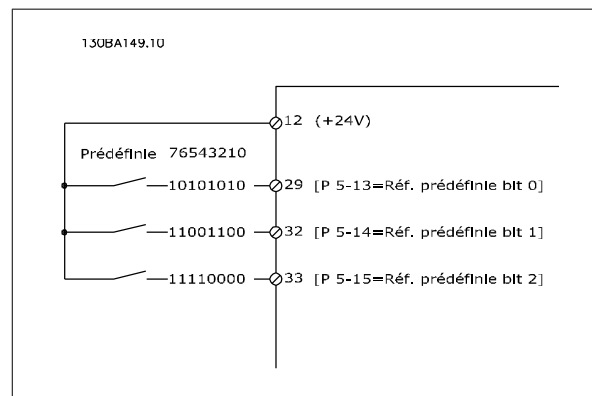 130BA149.10
12 (+24V)
Prédéfinie 76543210
10101010 29 [P 5-13=Réf. prédéfinie bit 0]
11001100 32 [P 5-14=Réf. prédéfinie bit 1]
11110000 33 [P 5-15=Réf. prédéfinie bit 2]